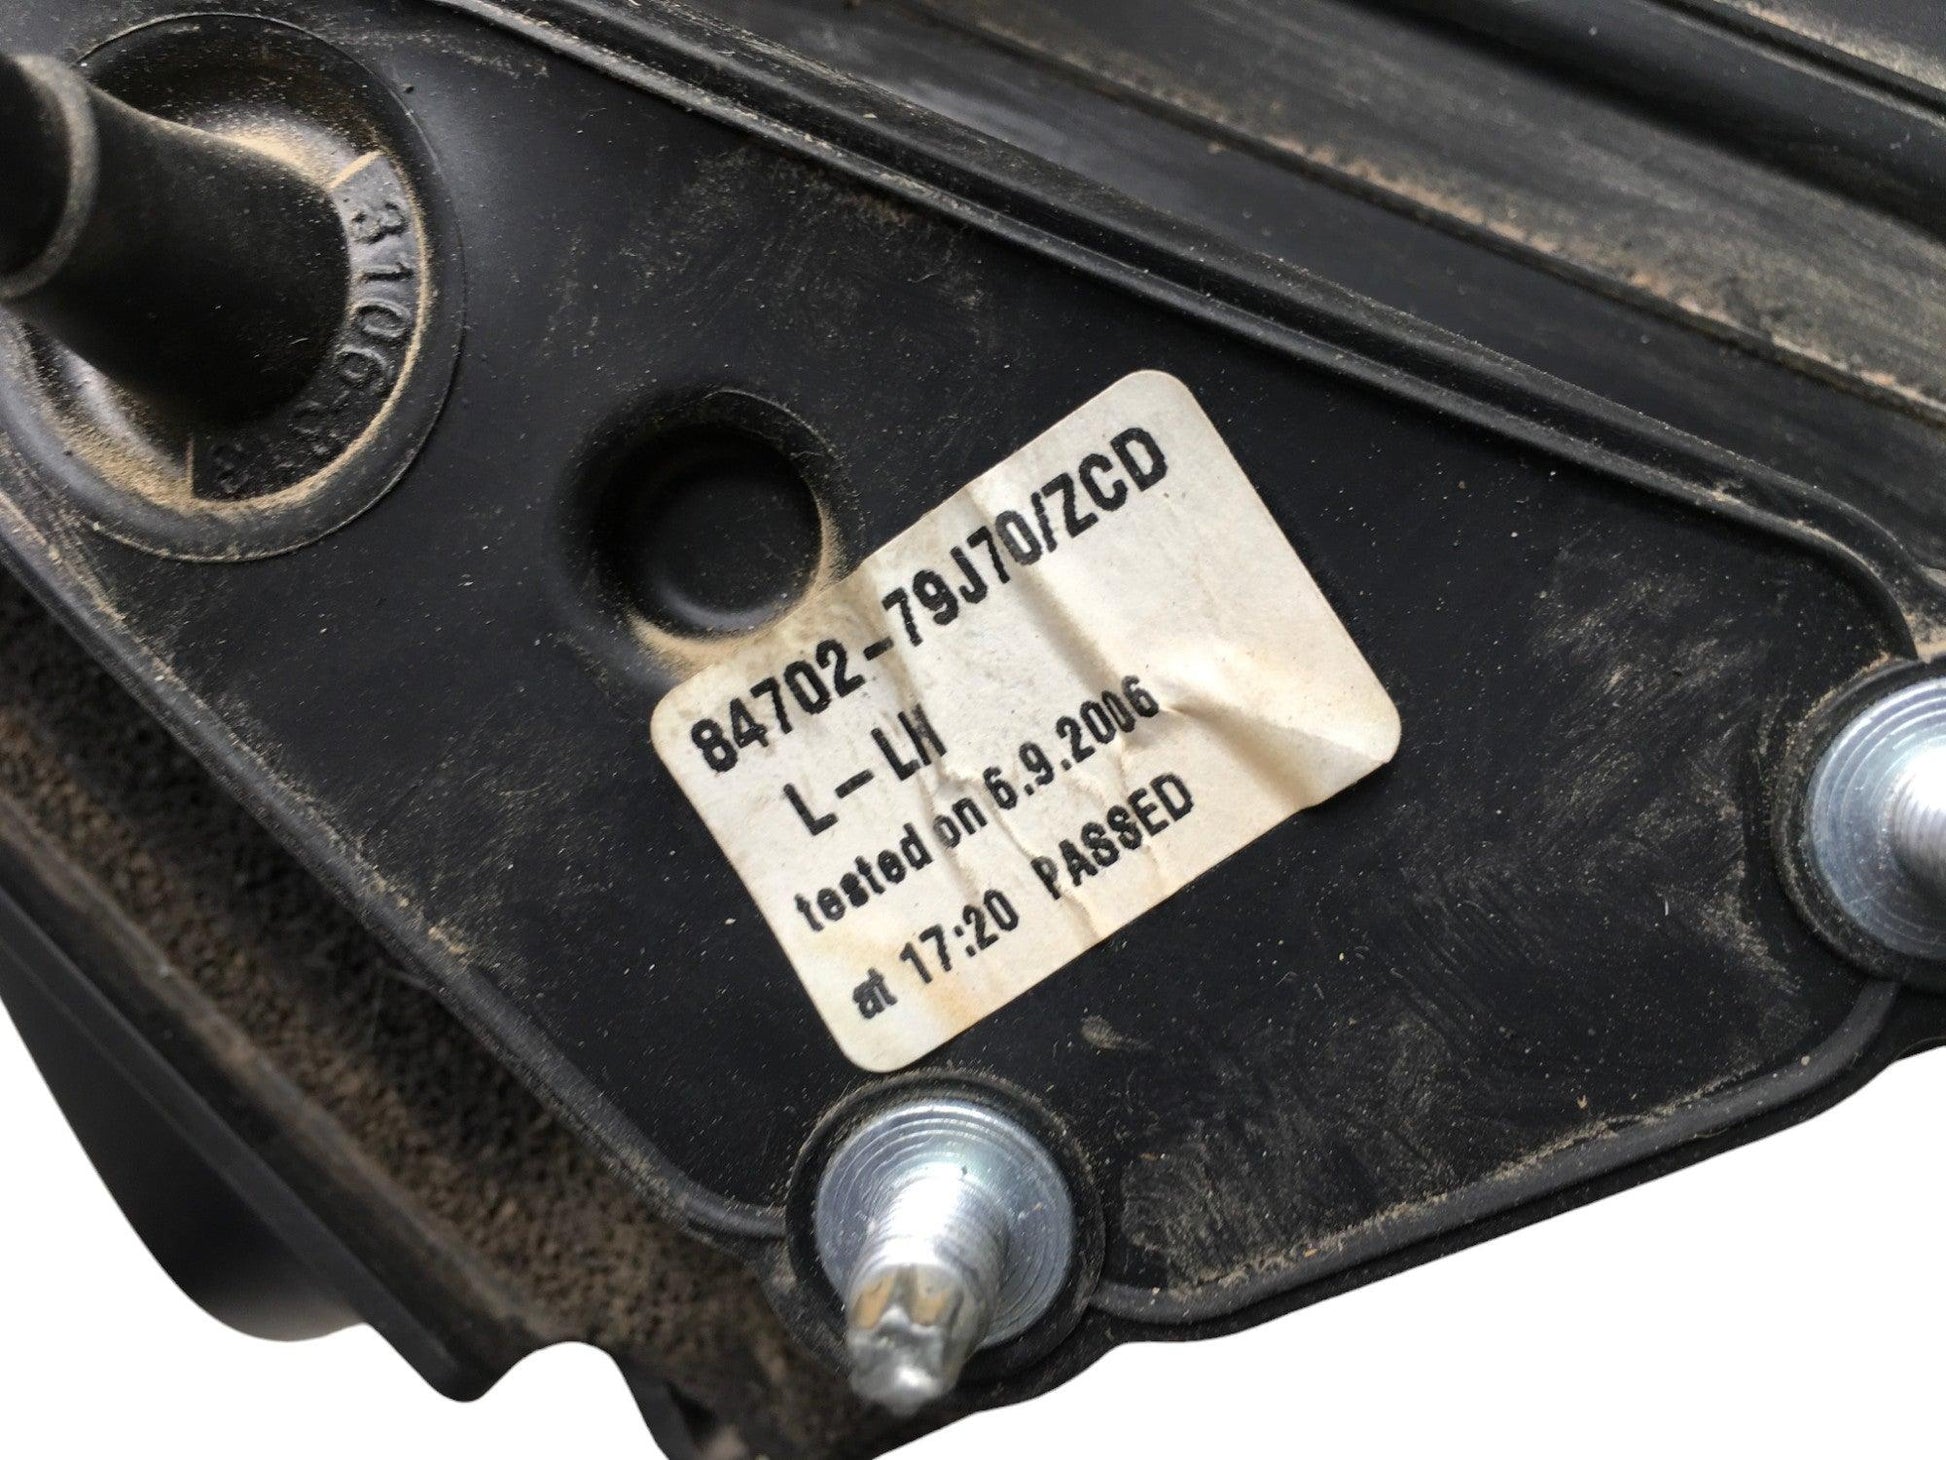 84702-79J70/ZCD
L-LH
tested on 6.9.2006
at 17:20 PASSED